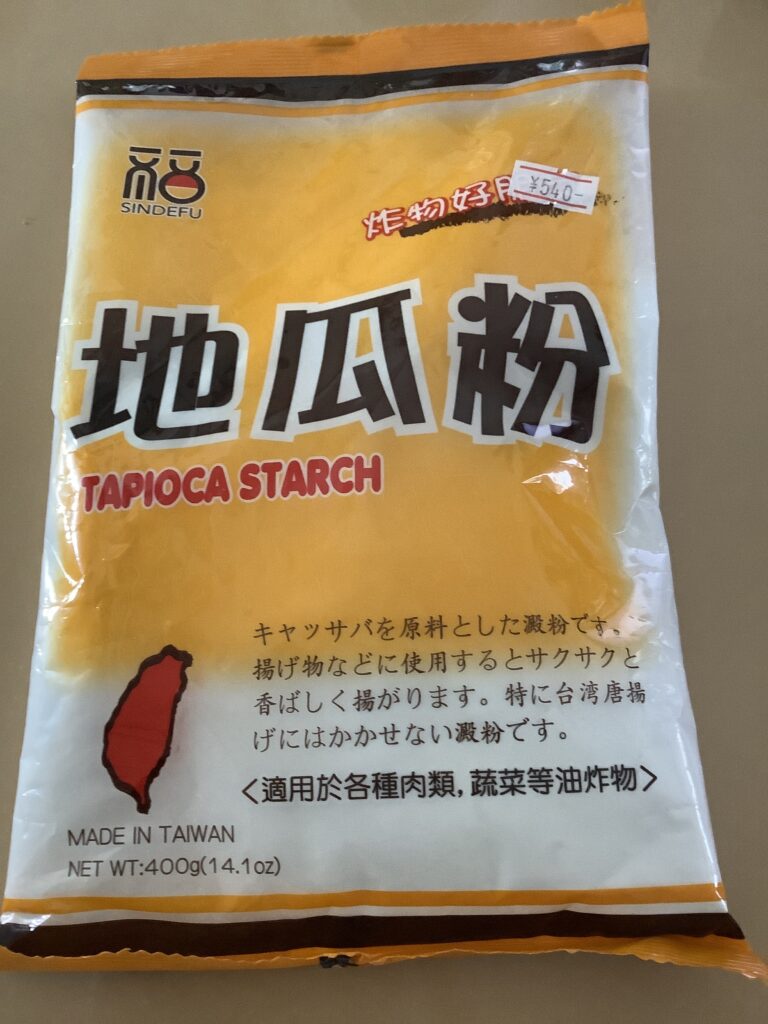 福
SINDEFU
炸物好
¥540-
地瓜粉
TAPIOCA STARCH
キャッサバを原料とした澱粉です。
揚げ物などに使用するとサクサクと
香ばしく揚がります。特に台湾唐揚
げにはかかせない澱粉です。
<適用於各種肉類,蔬菜等油炸物>
MADE IN TAIWAN
NET WT:400g(14.1oz)